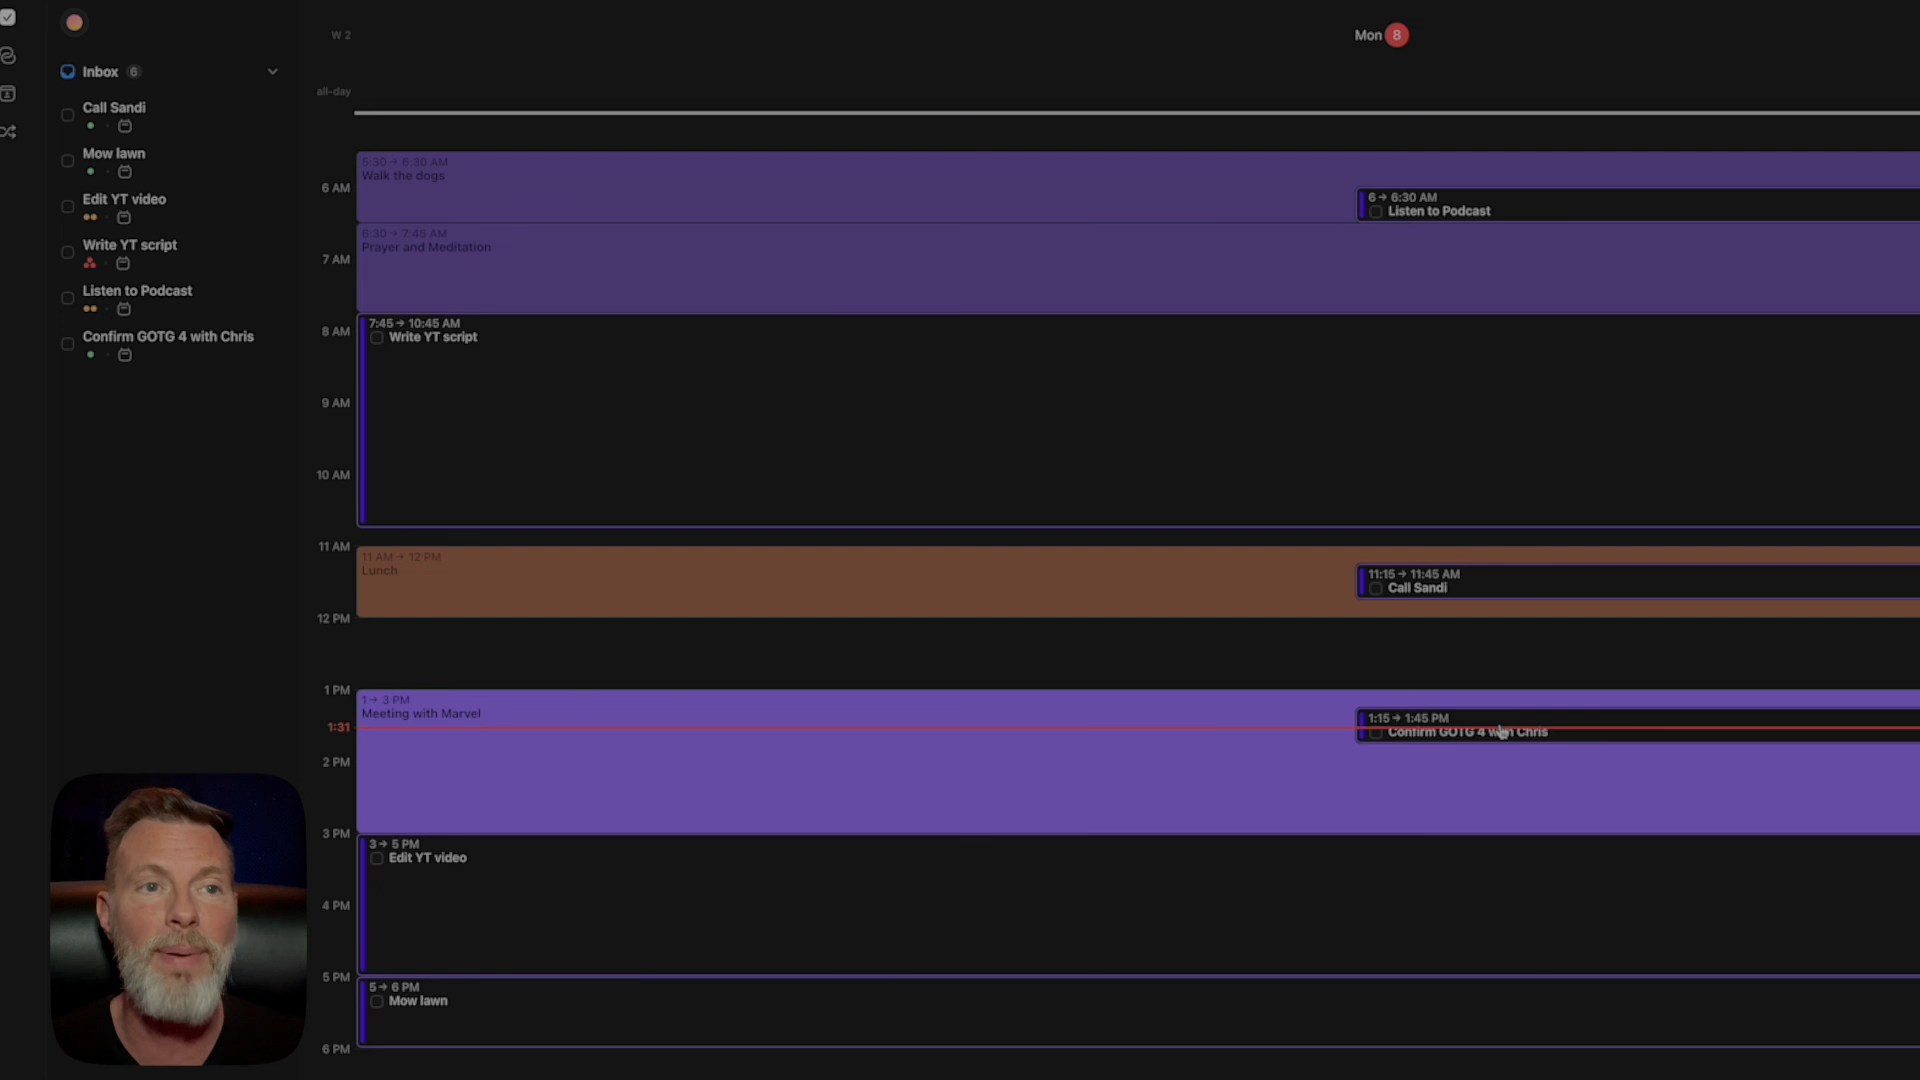 W 2
Mon 8
Inbox 6
all-day
Call Sandi
Mow lawn
Edit YT video
Write YT script
Listen to Podcast
Confirm GOTG 4 with Chris
5:30 → 6:30 AM
Walk the dogs
6 AM
6 → 6:30 AM
Listen to Podcast
6:30 → 7:45 AM
Prayer and Meditation
7 AM
7:45 → 10:45 AM
8 AM
Write YT script
9 AM
10 AM
11 AM
11 AM → 12 PM
Lunch
11:15 → 11:45 AM
Call Sandi
12 PM
1 PM
1 → 3 PM
Meeting with Marvel
1:15 → 1:45 PM
1:31
Confirm GOTG 4 with Chris
2 PM
3 PM
3 → 5 PM
Edit YT video
4 PM
5 PM
5 → 6 PM
Mow lawn
6 PM